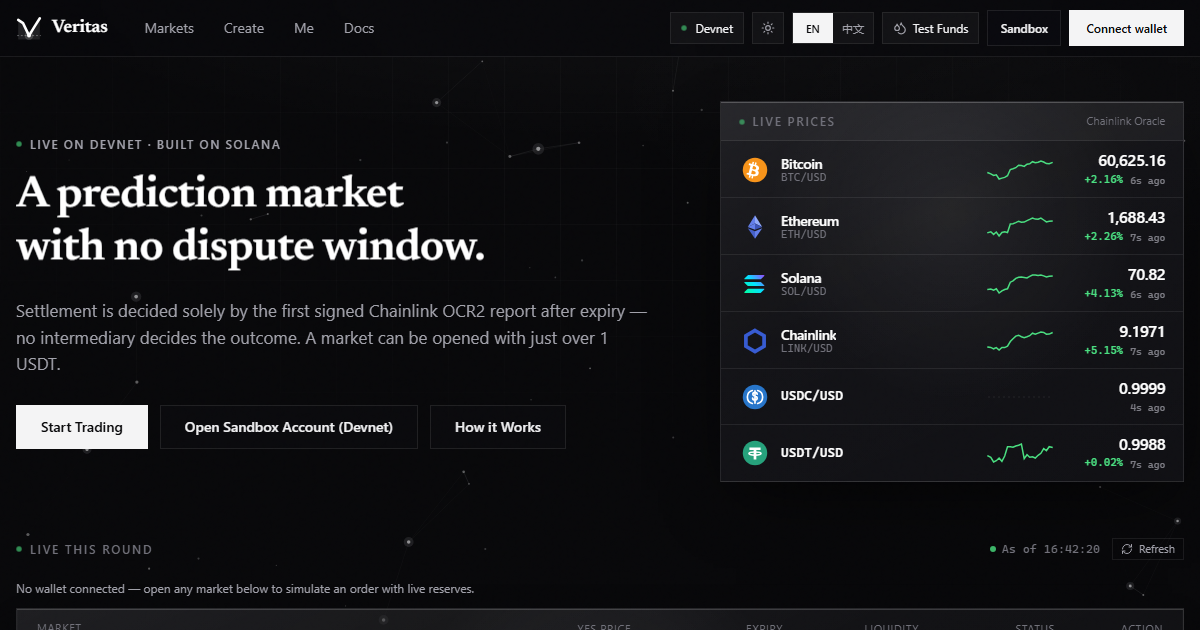 Veritas
Markets
Create
Me
Docs
Devnet
EN
中文
Test Funds
Sandbox
Connect wallet
LIVE ON DEVNET · BUILT ON SOLANA
A prediction market
with no dispute window.
Settlement is decided solely by the first signed Chainlink OCR2 report after expiry —
no intermediary decides the outcome. A market can be opened with just over 1
USDT.
Start Trading
Open Sandbox Account (Devnet)
How it Works
LIVE PRICES
Chainlink Oracle
Bitcoin
BTC/USD
60,625.16
+2.16% 6s ago
Ethereum
ETH/USD
1,688.43
+2.26% 7s ago
Solana
SOL/USD
70.82
+4.13% 6s ago
Chainlink
LINK/USD
9.1971
+5.15% 7s ago
USDC/USD
0.9999
4s ago
USDT/USD
0.9988
+0.02% 7s ago
LIVE THIS ROUND
As of 16:42:20
Refresh
No wallet connected — open any market below to simulate an order with live reserves.
MARKET
YES PRICE
EXPIRY
LIQUIDITY
STATUS
ACTION